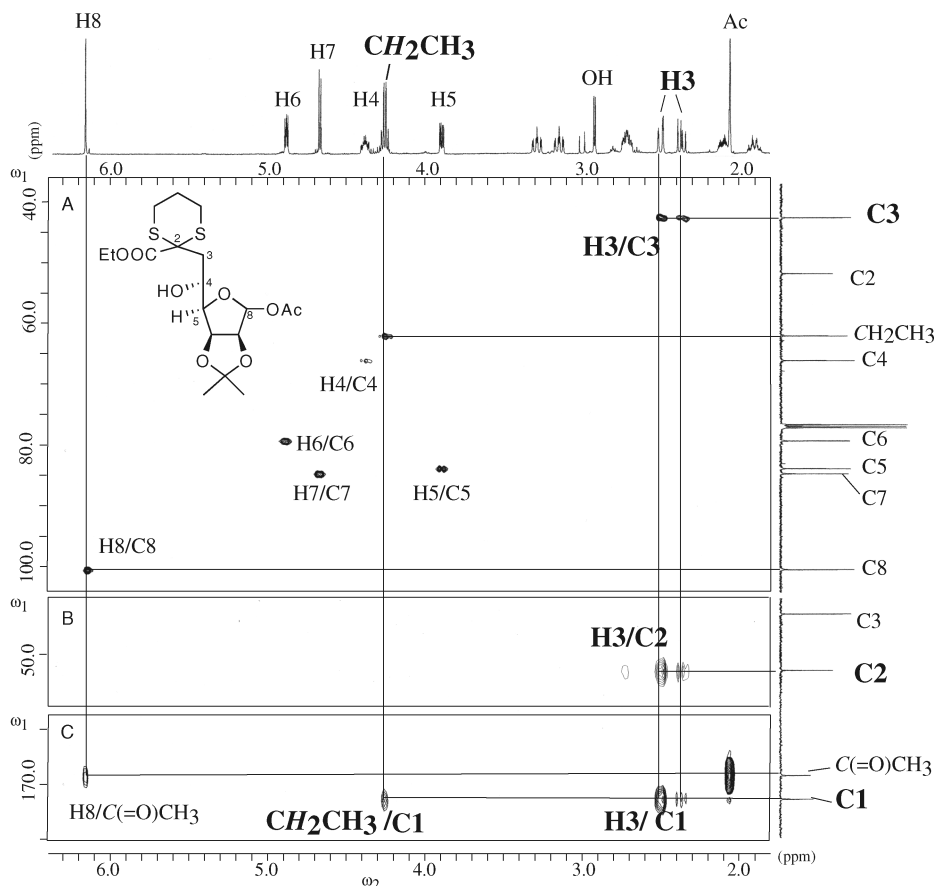 H8
Ac
CH2CH3
H7
H3
OH
H6
H4
H5
(ppm)
6.0 5.0 4.0 3.0 2.0
ω1
A
40.0
60.0
80.0
100.0
S S
2
EtOOC
3
4
HO
O
8
OAc
H
5
O O
H3/C3
H4/C4
H6/C6
H7/C7
H5/C5
H8/C8
C3
C2
CH2CH3
C4
C6
C5
C7
C8
ω1
B
50.0
H3/C2
C3
C2
ω1
C
170.0
H8/C(=O)CH3
CH2CH3/C1
H3/ C1
C(=O)CH3
C1
6.0 5.0 4.0 3.0 2.0 (ppm)
ω2